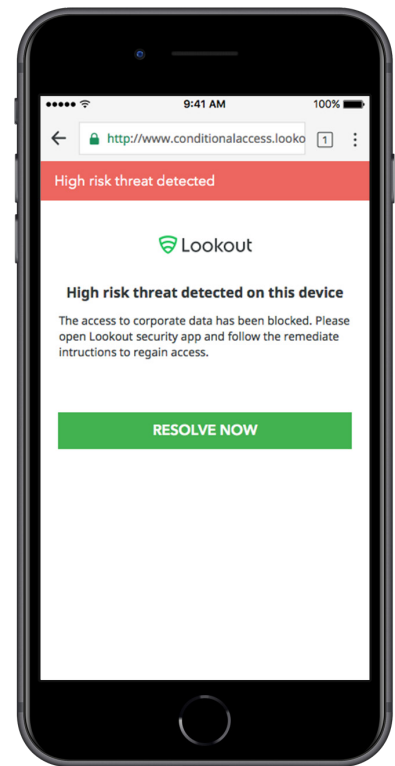 9:41 AM
100%
http://www.conditionalaccess.looko
1
High risk threat detected
Lookout
High risk threat detected on this device
The access to corporate data has been blocked. Please
open Lookout security app and follow the remediate
intructions to regain access.
RESOLVE NOW